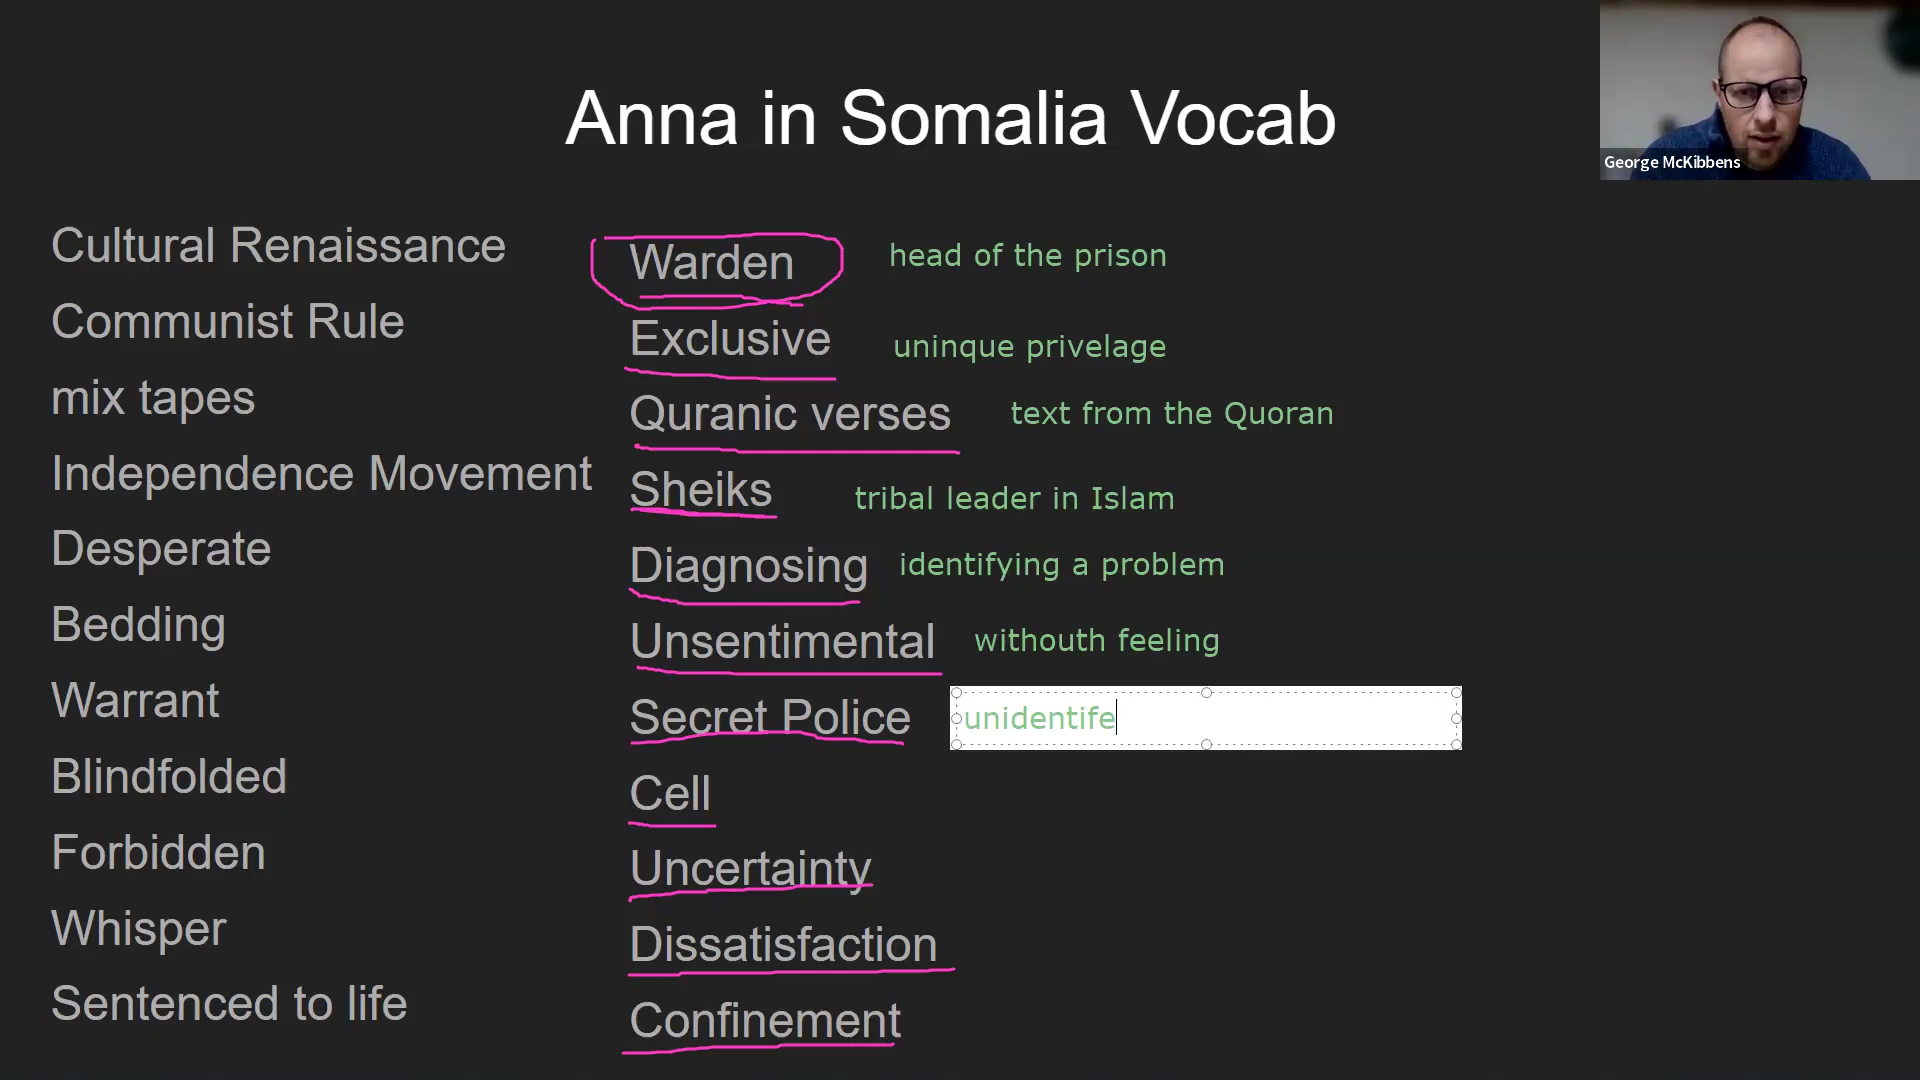 Anna in Somalia Vocab
George McKibbens
Cultural Renaissance
Communist Rule
mix tapes
Independence Movement
Desperate
Bedding
Warrant
Blindfolded
Forbidden
Whisper
Sentenced to life
Warden head of the prison
Exclusive uninque privelage
Quranic verses text from the Quoran
Sheiks tribal leader in Islam
Diagnosing identifying a problem
Unsentimental withouth feeling
Secret Police unidentife
Cell
Uncertainty
Dissatisfaction
Confinement